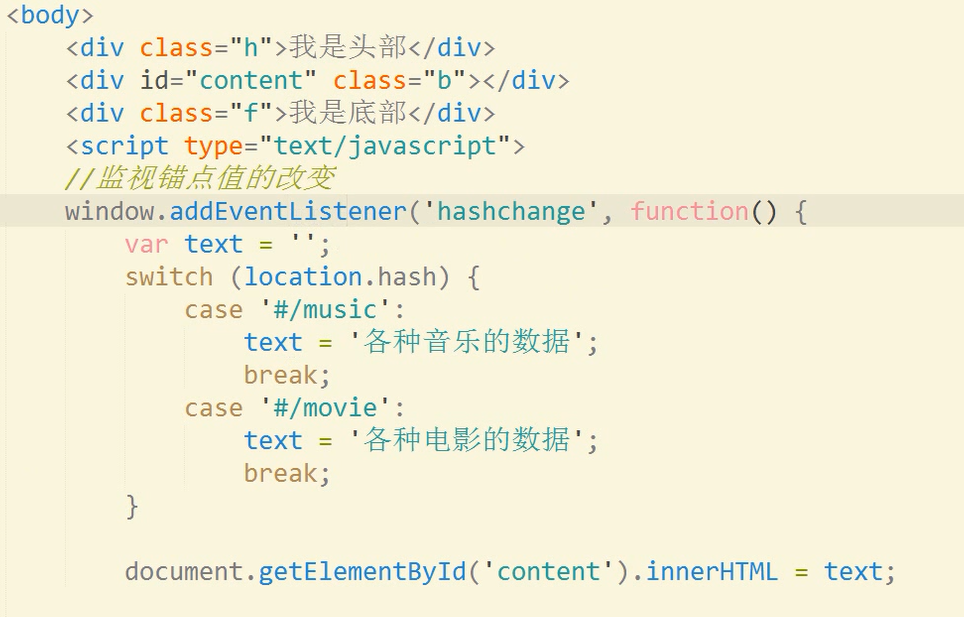 <body>
<div class="h">我是头部</div>
<div id="content" class="b"></div>
<div class="f">我是底部</div>
<script type="text/javascript">
//监视锚点值的改变
window.addEventListener('hashchange', function() {
var text = '';
switch (location.hash) {
case '#/music':
text = '各种音乐的数据';
break;
case '#/movie':
text = '各种电影的数据';
break;
}
document.getElementById('content').innerHTML = text;